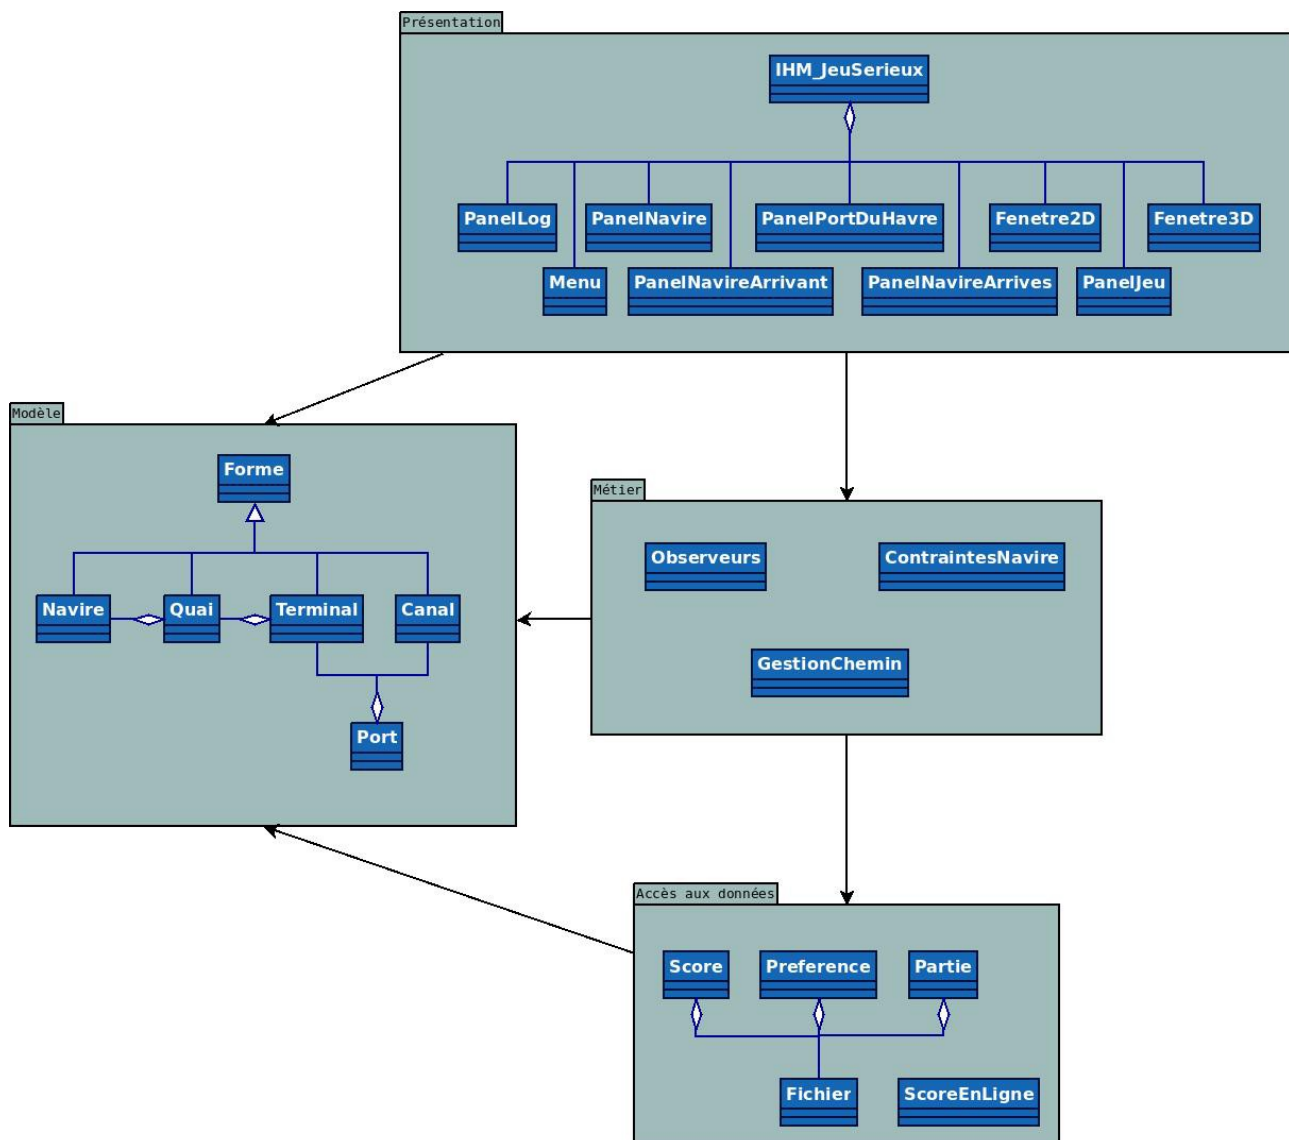 Présentation
IHM_JeuSerieux
PanelLog
PanelNavire
PanelPortDuHavre
Fenetre2D
Fenetre3D
Menu
PanelNavireArrivant
PanelNavireArrives
PanelJeu
Modèle
Forme
Navire
Quai
Terminal
Canal
Port
Métier
Observeurs
ContraintesNavire
GestionChemin
Accès aux données
Score
Preference
Partie
Fichier
ScoreEnLigne